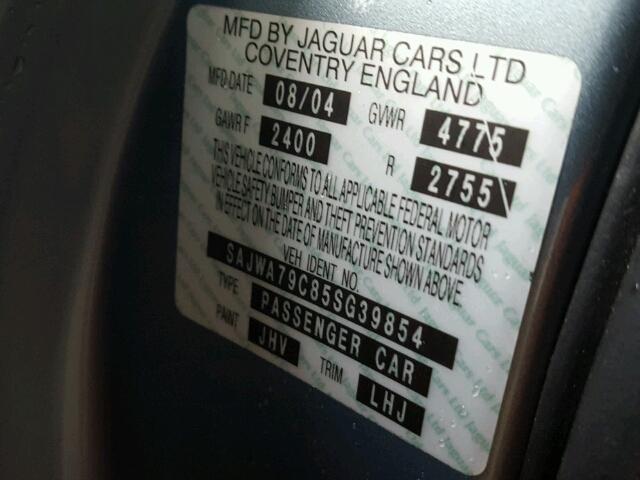 MFD BY JAGUAR CARS LTD
COVENTRY ENGLAND
MFD-DATE 08/04 GVWR 4775
GAWR F 2400 R 2755
THIS VEHICLE CONFORMS TO ALL APPLICABLE FEDERAL MOTOR
VEHICLE SAFETY BUMPER AND THEFT PREVENTION STANDARDS
IN EFFECT ON THE DATE OF MANUFACTURE SHOWN ABOVE.
VEH IDENT NO.
SAJWA79C85SG39854
TYPE PASSENGER CAR
PAINT JHV TRIM LHJ